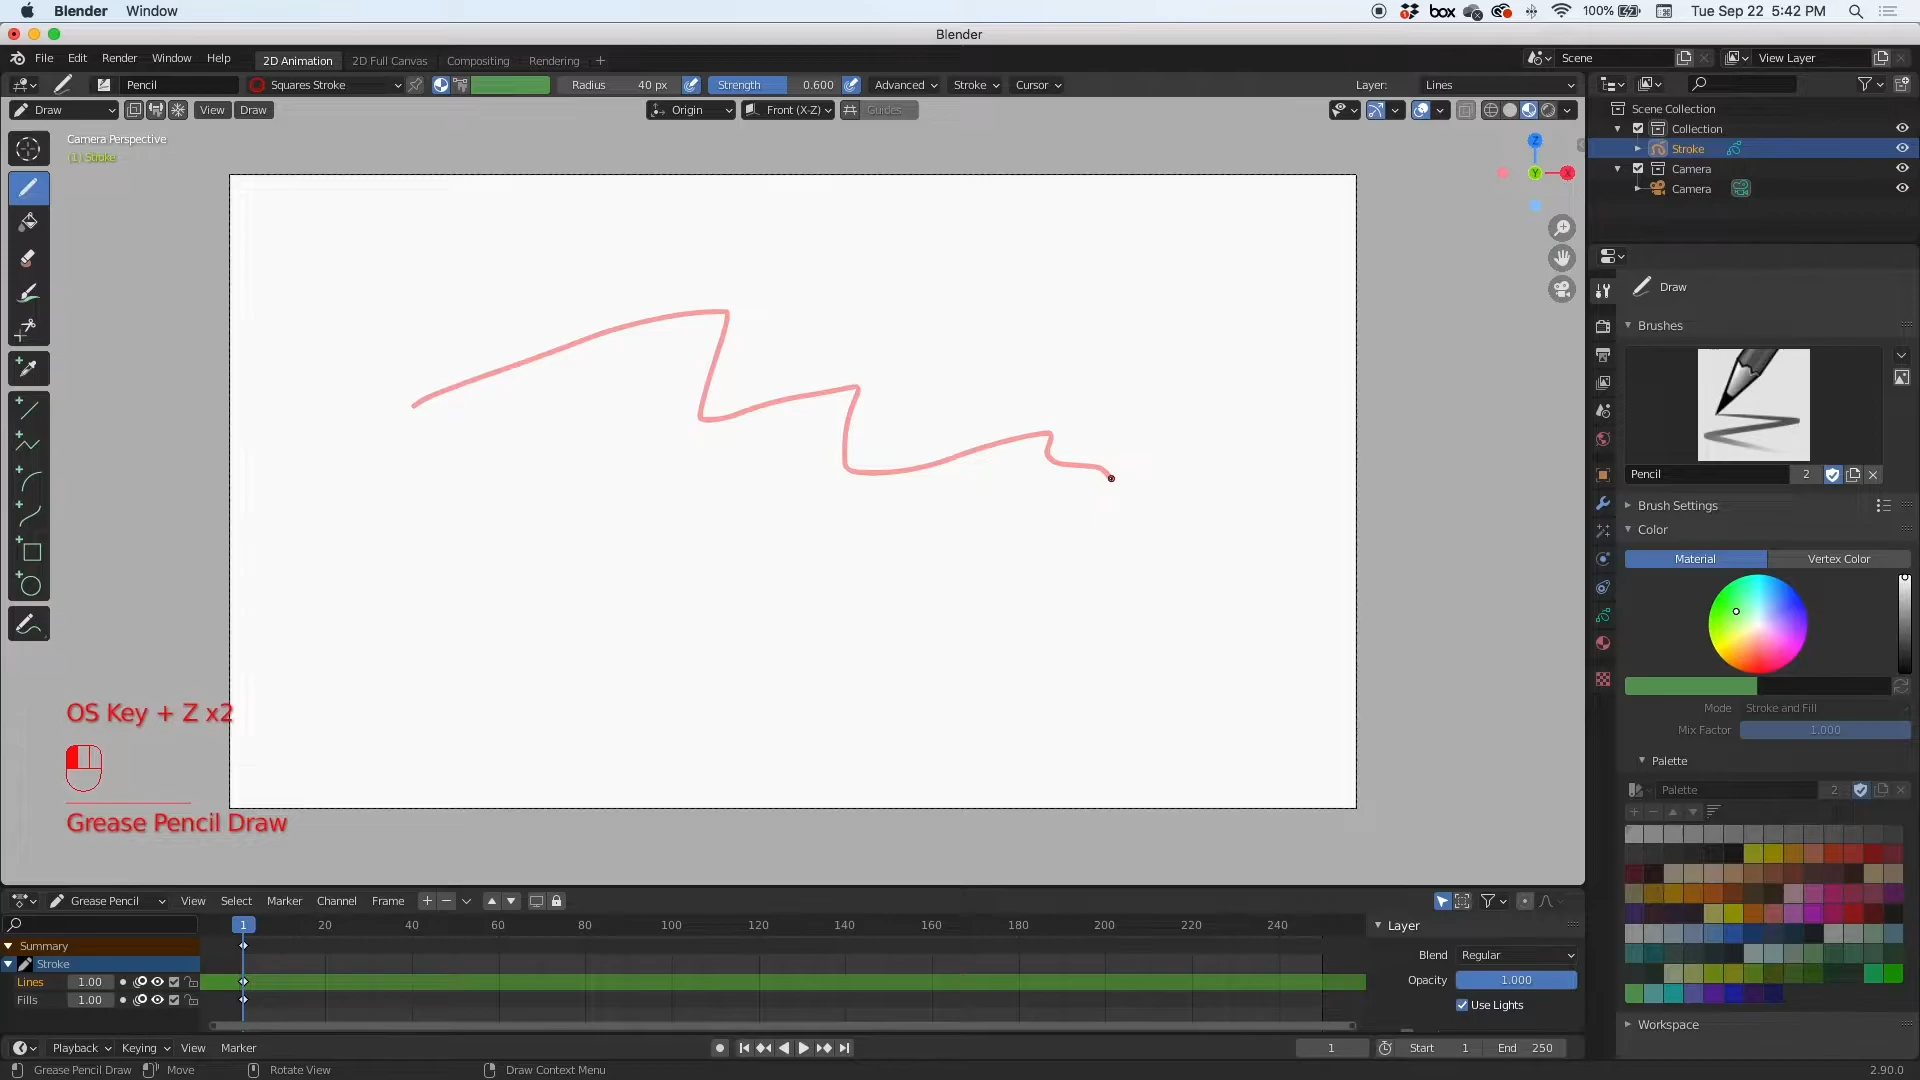 Blender Window
box 100% Tue Sep 22 5:42 PM
Blender
File Edit Render Window Help 2D Animation 2D Full Canvas Compositing Rendering + Scene View Layer
Pencil Squares Stroke Radius 40 px Strength 0.600 Advanced Stroke Cursor Layer: Lines
Draw View Draw Origin Front (X-Z) Guides
Camera Perspective
(1) Stroke
Z
Y X
Scene Collection
Collection
Stroke
Camera
Camera
Draw
Brushes
Pencil 2
Brush Settings
Color
Material Vertex Color
Mode Stroke and Fill
Mix Factor 1.000
Palette
Palette 2
Workspace
OS Key + Z x2
Grease Pencil Draw
Grease Pencil View Select Marker Channel Frame
1 20 40 60 80 100 120 140 160 180 200 220 240
Summary
Stroke
Lines 1.00
Fills 1.00
Layer
Blend Regular
Opacity 1.000
Use Lights
Playback Keying View Marker 1 Start 1 End 250
Grease Pencil Draw Move Rotate View Draw Context Menu 2.90.0